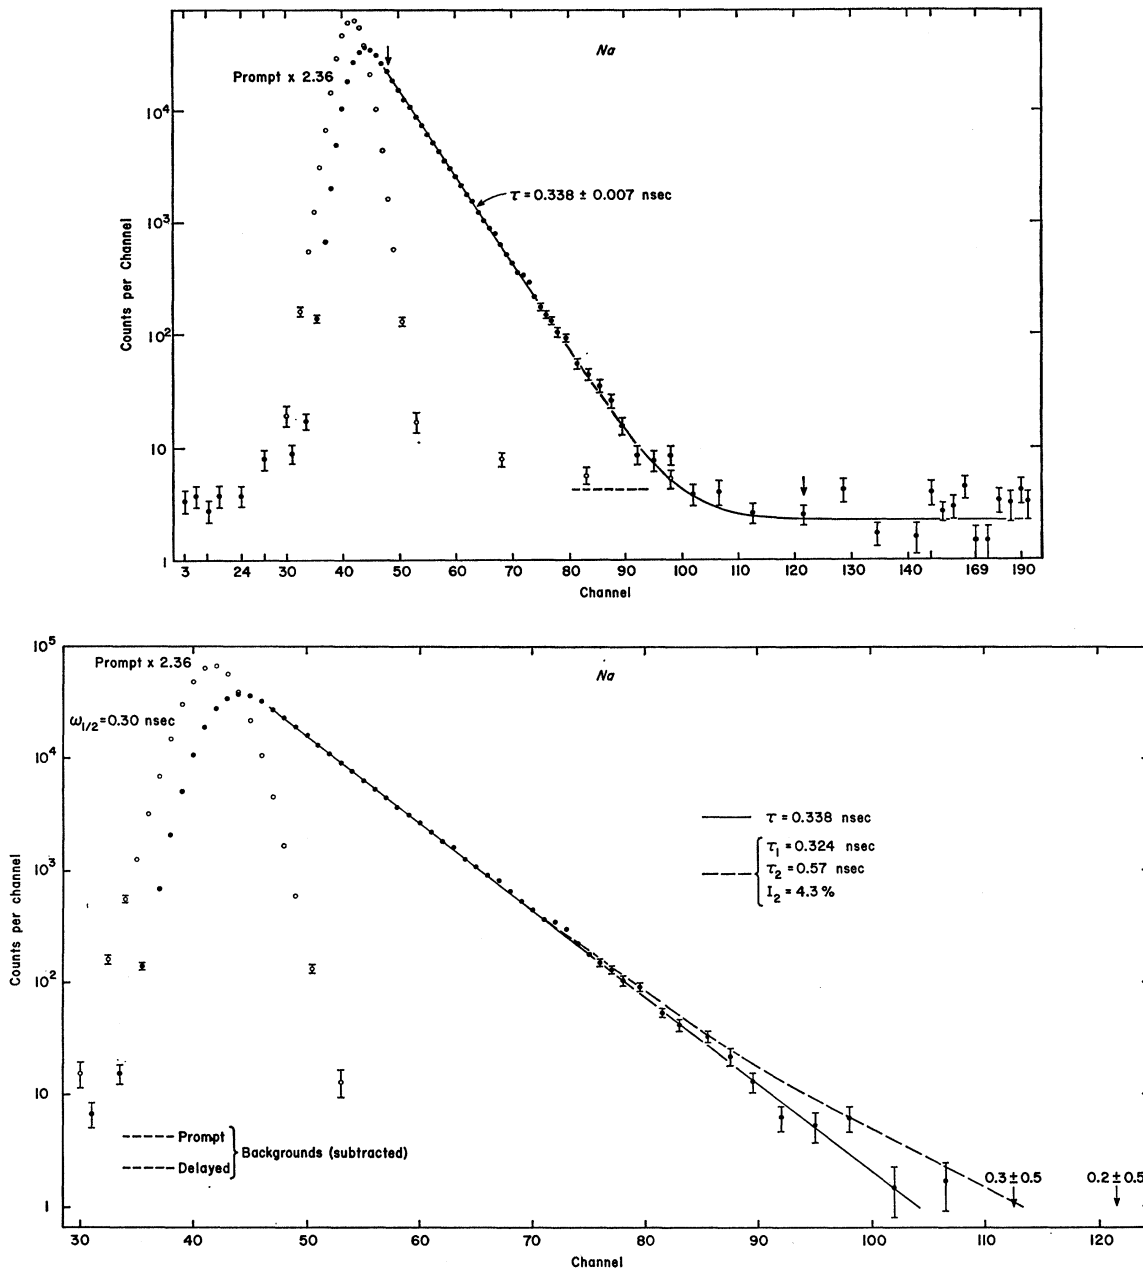 Na
Prompt x 2.36
10⁴
τ = 0.338 ± 0.007 nsec
10³
Counts per Channel
10²
10
1
3 24 30 40 50 60 70 80 90 100 110 120 130 140 169 190
Channel
10⁵
Prompt x 2.36
Na
ω1/2=0.30 nsec
10⁴
τ = 0.338 nsec
τ1 = 0.324 nsec
τ2 = 0.57 nsec
I2 = 4.3 %
10³
Counts per channel
10²
10
Prompt
Backgrounds (subtracted)
Delayed
0.3 ± 0.5 0.2 ± 0.5
1
30 40 50 60 70 80 90 100 110 120
Channel